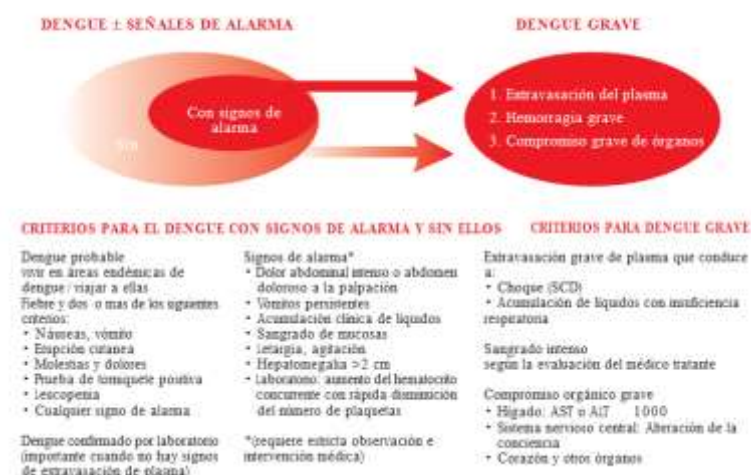 DENGUE ± SEÑALES DE ALARMA
DENGUE GRAVE
Con signos de
alarma
sin
1. Extravasación del plasma
2. Hemorragia grave
3. Compromiso grave de órganos
CRITERIOS PARA EL DENGUE CON SIGNOS DE ALARMA Y SIN ELLOS
CRITERIOS PARA DENGUE GRAVE
Dengue probable
vivir en áreas endémicas de
dengue/viajar a ellas
Fiebre y dos o mas de los siguientes
criterios:
• Náuseas, vómito
• Erupción cutanea
• Molestias y dolores
• Prueba de torniquete positiva
• Leucopenia
• Cualquier signo de alarma
Dengue confirmado por laboratorio
(importante cuando no hay signos
de extravasación de plasma)
Signos de alarma*
• Dolor abdominal intenso o abdomen
doloroso a la palpación
• Vómitos persistentes
• Acumulación clínica de líquidos
• Sangrado de mucosas
• Letargia, agitación
• Hepatomegalia >2 cm
• Laboratorio: aumento del hematocrito
concurrente con rápida disminución
del número de plaquetas
*(requiere estricta observación e
intervención médica)
Extravasación grave de plasma que conduce
a:
• Choque (SCD)
• Acumulación de líquidos con insuficiencia
respiratoria
Sangrado intenso
según la evaluación del médico tratante
Compromiso orgánico grave
• Hígado: AST o ALT 1000
• Sistema nervioso central: Alteración de la
conciencia
• Corazón y otros órganos